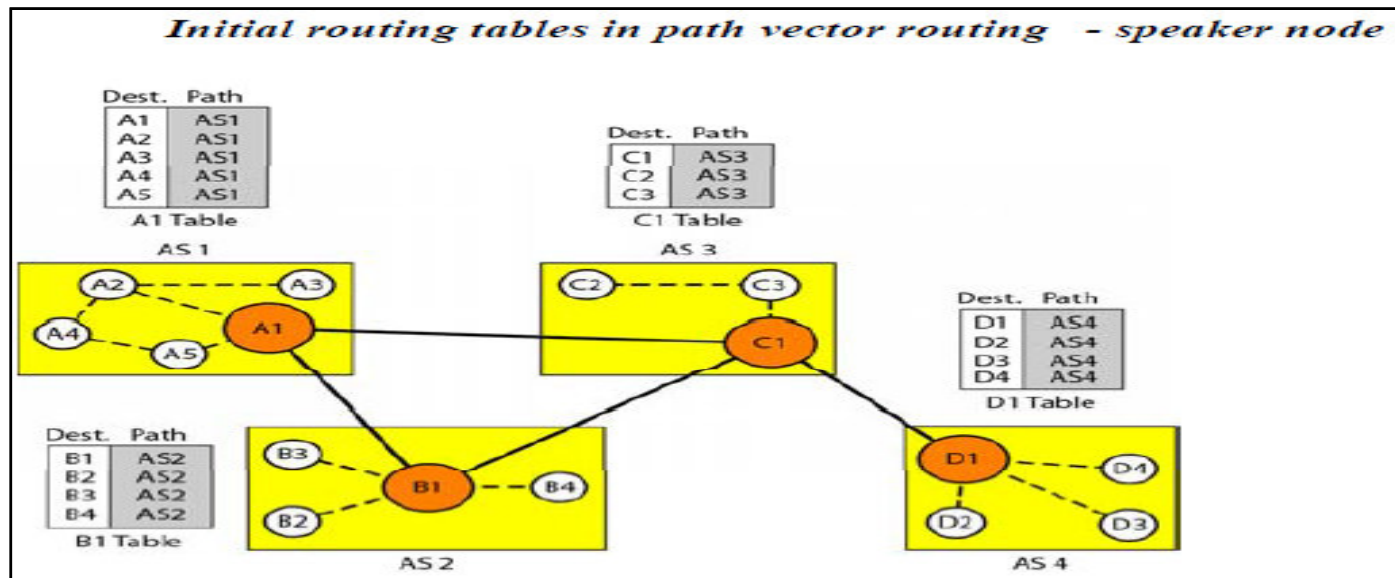 Initial routing tables in path vector routing - speaker node
Dest. Path
A1 AS1
A2 AS1
A3 AS1
A4 AS1
A5 AS1
A1 Table
Dest. Path
C1 AS3
C2 AS3
C3 AS3
C1 Table
AS 1
A2
A3
A1
A4
A5
AS 3
C2
C3
C1
Dest. Path
D1 AS4
D2 AS4
D3 AS4
D4 AS4
D1 Table
Dest. Path
B1 AS2
B2 AS2
B3 AS2
B4 AS2
B1 Table
B3
B1
B4
B2
AS 2
D1
D4
D2
D3
AS 4